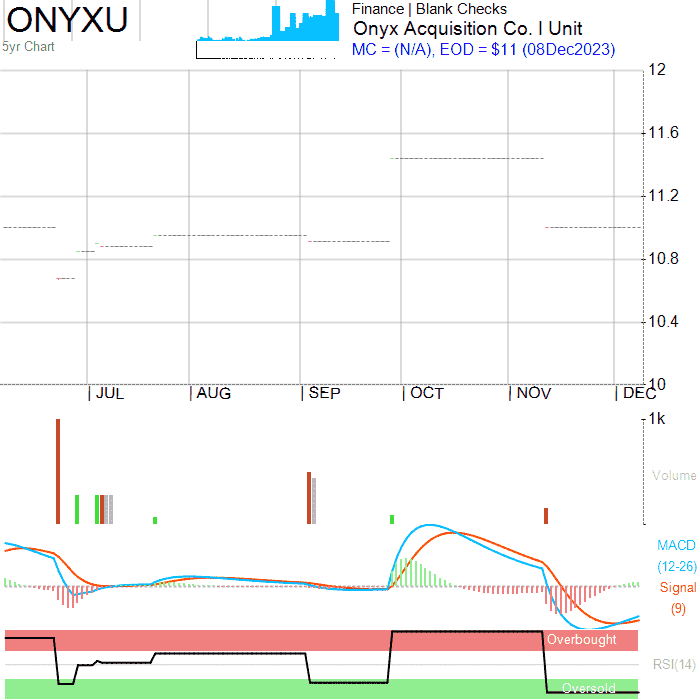 ONYXU
5yr Chart
Finance | Blank Checks
Onyx Acquisition Co. I Unit
MC = (N/A), EOD = $11 (08Dec2023)
12
11.6
11.2
10.8
10.4
10
JUL AUG SEP OCT NOV DEC
1k
Volume
MACD
(12-26)
Signal
(9)
Overbought
RSI(14)
Oversold